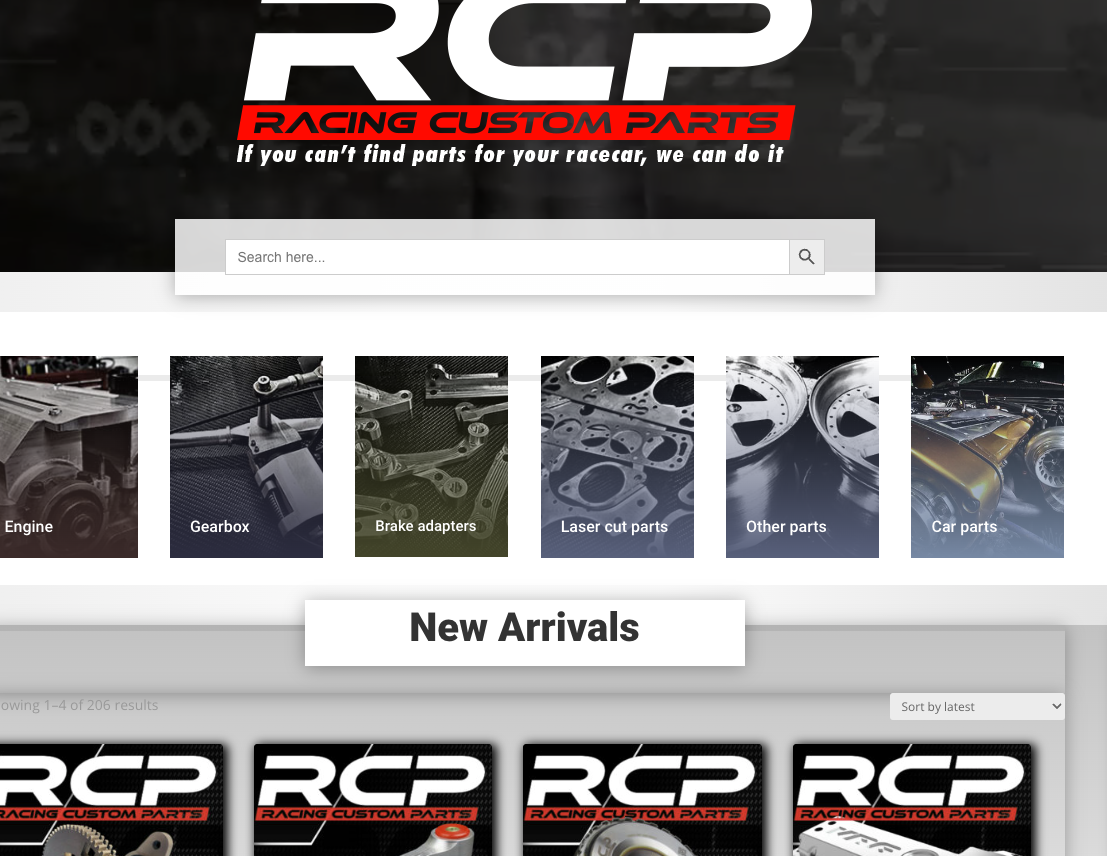 RCP
RACING CUSTOM PARTS
If you can't find parts for your racecar, we can do it
Search here...
Engine
Gearbox
Brake adapters
Laser cut parts
Other parts
Car parts
New Arrivals
owing 1–4 of 206 results
Sort by latest
RCP
RACING CUSTOM PARTS
RCP
RACING CUSTOM PARTS
RCP
RACING CUSTOM PARTS
RCP
RACING CUSTOM PARTS